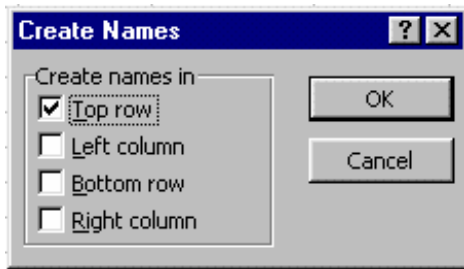 Create Names
Create names in
Top row
Left column
Bottom row
Right column
OK
Cancel